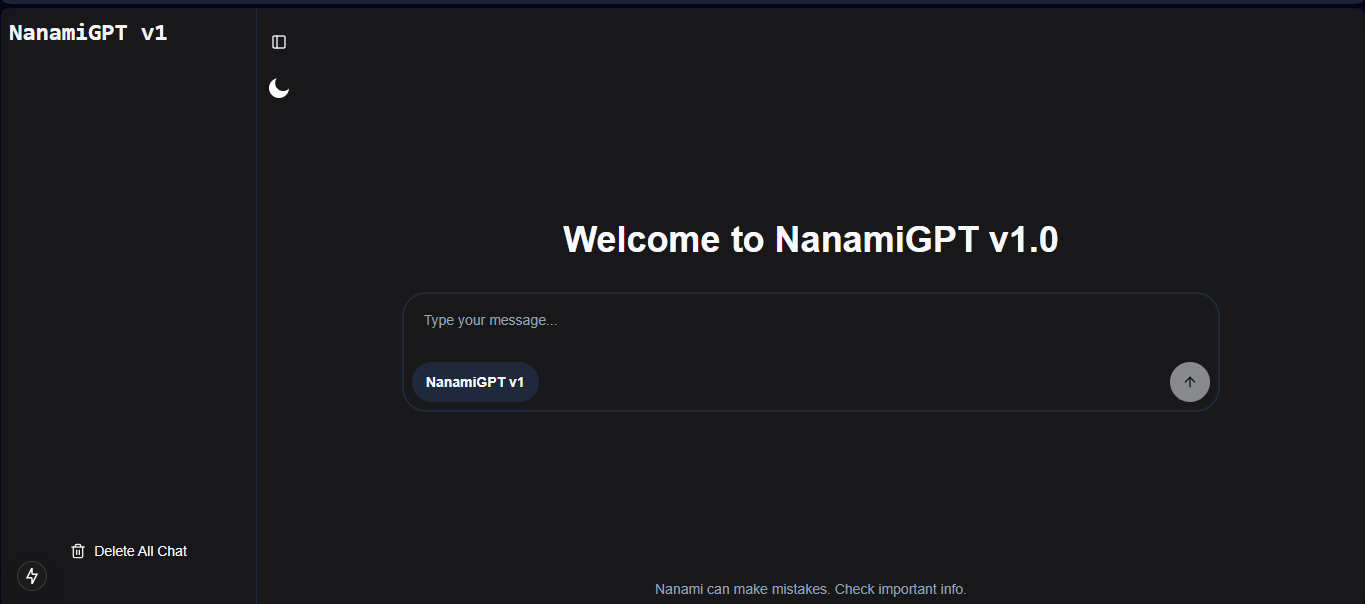 NanamiGPT v1
Welcome to NanamiGPT v1.0
Type your message...
NanamiGPT v1
Delete All Chat
Nanami can make mistakes. Check important info.